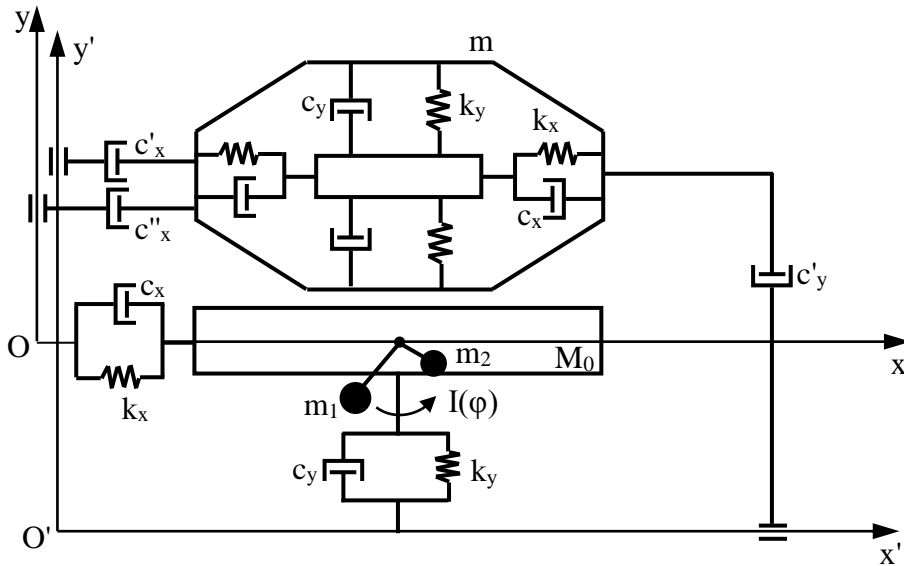 y
y'
m
c_y
k_y
k_x
c'_x
c''_x
c_x
c'_y
c_x
O
m_2
M_0
x
k_x
m_1
I(φ)
c_y
k_y
O'
x'